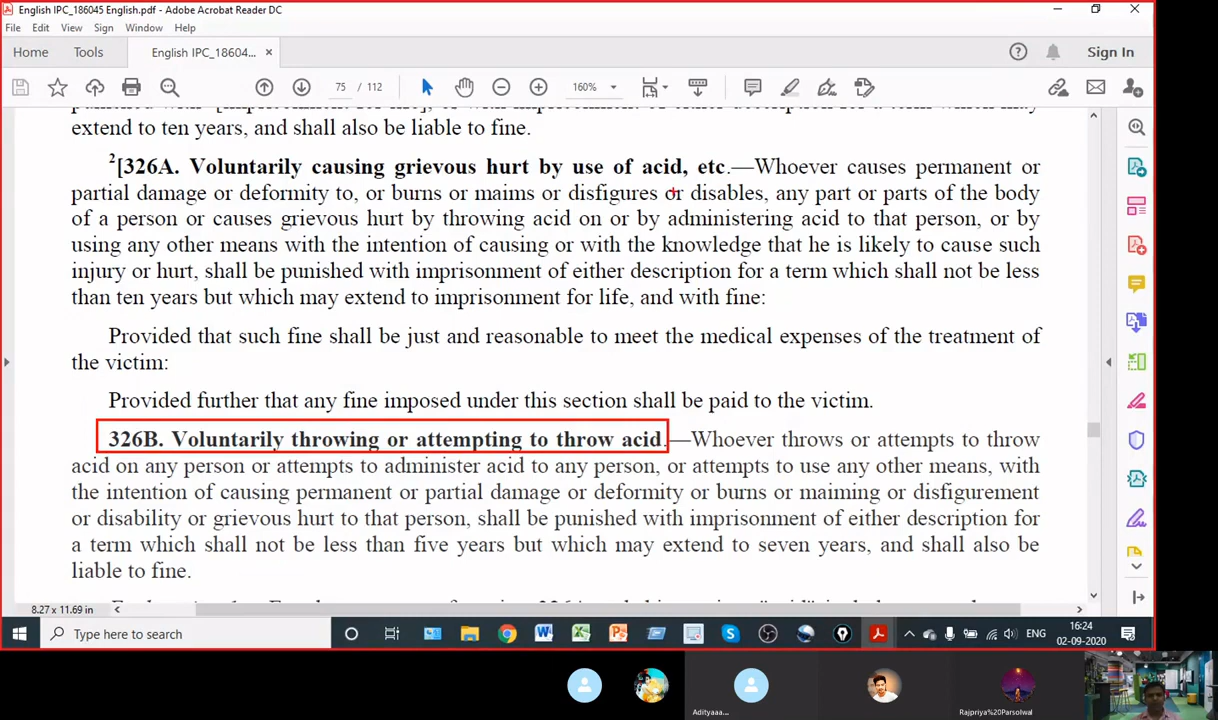 English IPC_186045 English.pdf - Adobe Acrobat Reader DC
File Edit View Sign Window Help
Home Tools English IPC_18604... × Sign In
75 / 112 160%
extend to ten years, and shall also be liable to fine.
2[326A. Voluntarily causing grievous hurt by use of acid, etc.—Whoever causes permanent or
partial damage or deformity to, or burns or maims or disfigures or disables, any part or parts of the body
of a person or causes grievous hurt by throwing acid on or by administering acid to that person, or by
using any other means with the intention of causing or with the knowledge that he is likely to cause such
injury or hurt, shall be punished with imprisonment of either description for a term which shall not be less
than ten years but which may extend to imprisonment for life, and with fine:
Provided that such fine shall be just and reasonable to meet the medical expenses of the treatment of
the victim:
Provided further that any fine imposed under this section shall be paid to the victim.
326B. Voluntarily throwing or attempting to throw acid.—Whoever throws or attempts to throw
acid on any person or attempts to administer acid to any person, or attempts to use any other means, with
the intention of causing permanent or partial damage or deformity or burns or maiming or disfigurement
or disability or grievous hurt to that person, shall be punished with imprisonment of either description for
a term which shall not be less than five years but which may extend to seven years, and shall also be
liable to fine.
8.27 x 11.69 in
Type here to search ENG 16:24
02-09-2020
Adityaaa... Rajpriya%20Parsolwal